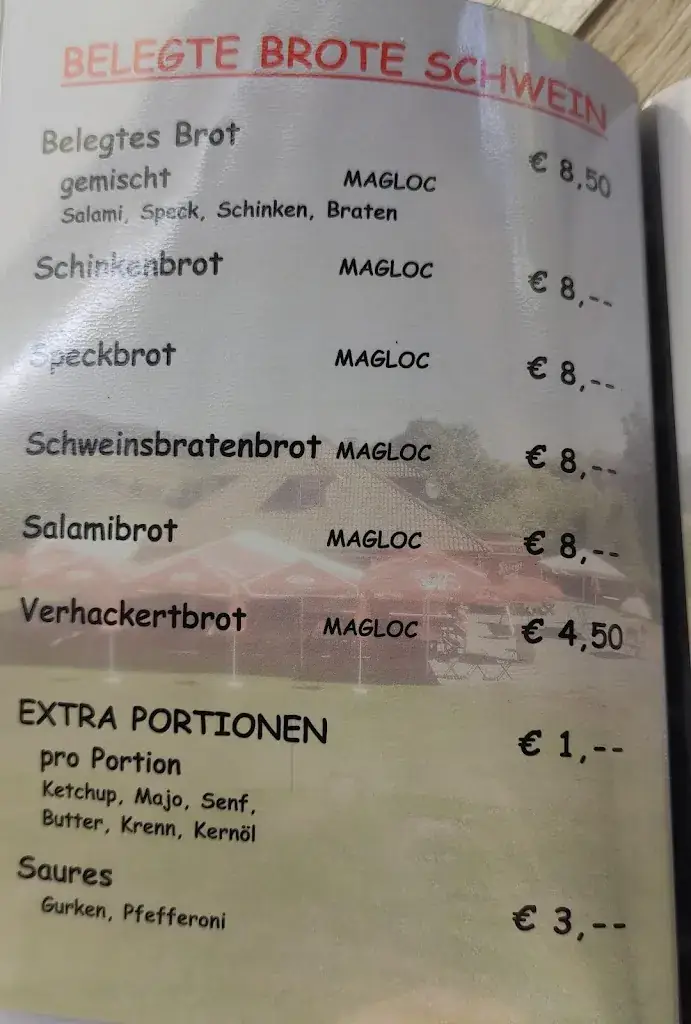 BELEGTE BROTE SCHWEIN
Belegtes Brot
gemischt MAGLOC € 8,50
Salami, Speck, Schinken, Braten
Schinkenbrot MAGLOC € 8,--
Speckbrot MAGLOC € 8,--
Schweinsbratenbrot MAGLOC € 8,--
Salamibrot MAGLOC € 8,--
Verhackertbrot MAGLOC € 4,50
EXTRA PORTIONEN € 1,--
pro Portion
Ketchup, Majo, Senf,
Butter, Krenn, Kernöl
Saures
Gurken, Pfefferoni € 3,--